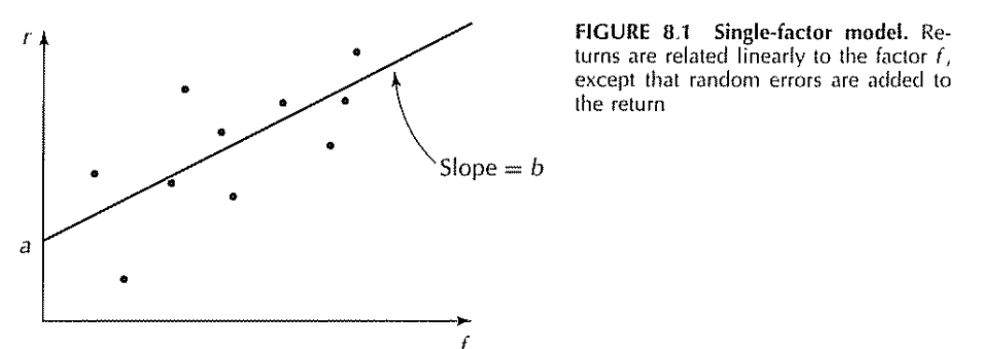 r
a
f
Slope = b
FIGURE 8.1 Single-factor model. Re-
turns are related linearly to the factor f,
except that random errors are added to
the return